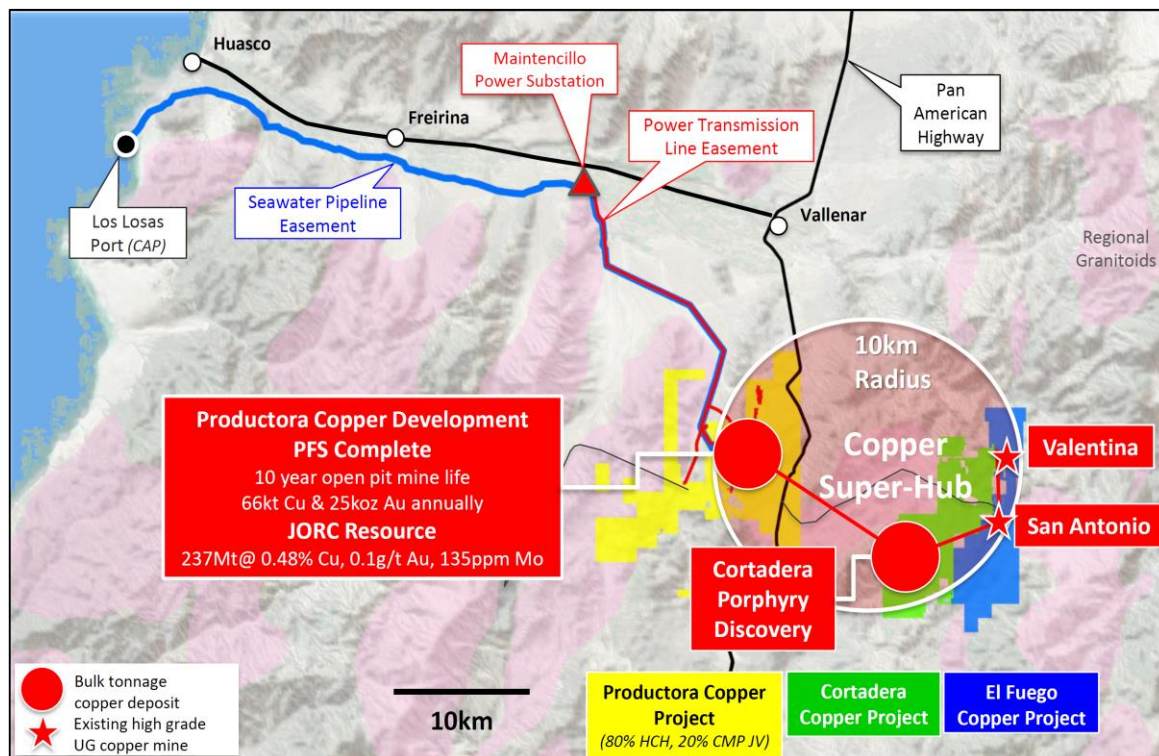 Huasco
Maintencillo
Power Substation
Pan
American
Highway
Freirina
Power Transmission
Line Easement
Seawater Pipeline
Easement
Los Losas
Port (CAP)
Vallenar
Regional
Granitoids
10km
Radius
Productora Copper Development
PFS Complete
10 year open pit mine life
66kt Cu & 25koz Au annually
JORC Resource
237Mt@ 0.48% Cu, 0.1g/t Au, 135ppm Mo
Copper
Super-Hub
Valentina
San Antonio
Cortadera
Porphyry
Discovery
Bulk tonnage
copper deposit
Existing high grade
UG copper mine
10km
Productora Copper
Project
(80% HCH, 20% CMP JV)
Cortadera
Copper Project
El Fuego
Copper Project